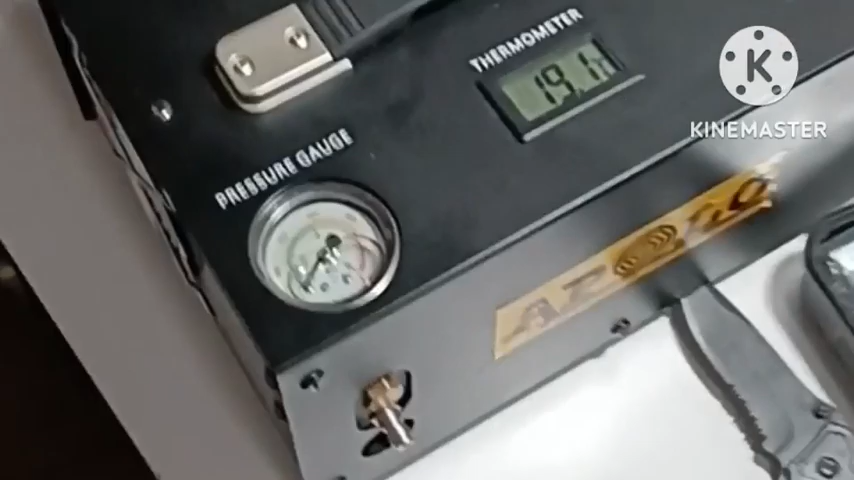 THERMOMETER
19.1
K
KINEMASTER
PRESSURE GAUGE